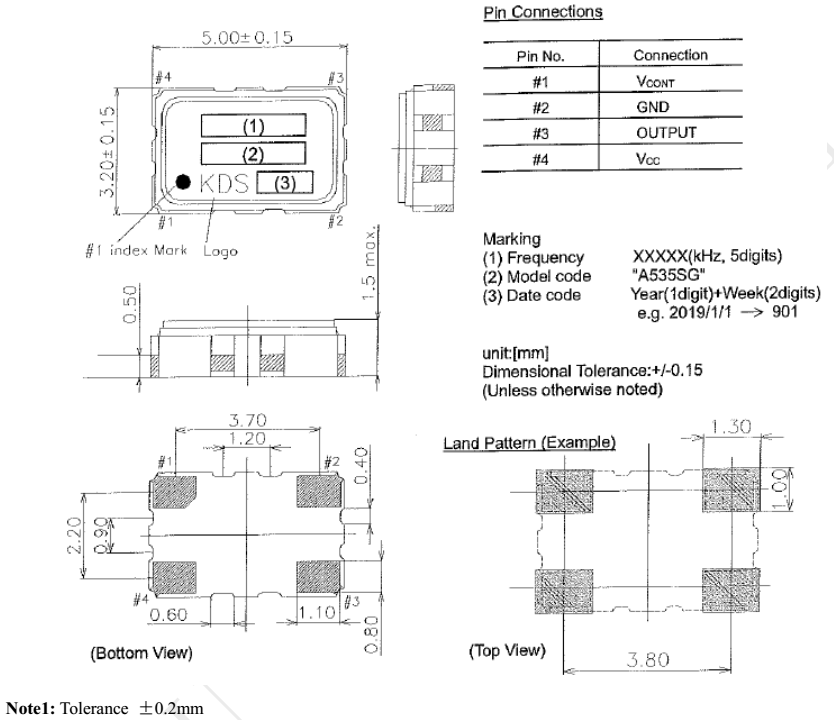 5.00±0.15
#4
#3
3.20±0.15
(1)
(2)
KDS
(3)
#1
#2
#1 index Mark
Logo
Pin Connections
Pin No.
Connection
#1
VCONT
#2
GND
#3
OUTPUT
#4
VCC
Marking
(1) Frequency XXXXX(kHz, 5digits)
(2) Model code "A535SG"
(3) Date code Year(1digit)+Week(2digits)
e.g. 2019/1/1 → 901
unit:[mm]
Dimensional Tolerance:+/-0.15
(Unless otherwise noted)
0.50
1.5 max.
3.70
1.20
#1
#2
0.40
2.20
0.90
#4
#3
0.60
1.10
0.80
(Bottom View)
Land Pattern (Example)
1.30
1.00
(Top View)
3.80
Note1: Tolerance ±0.2mm